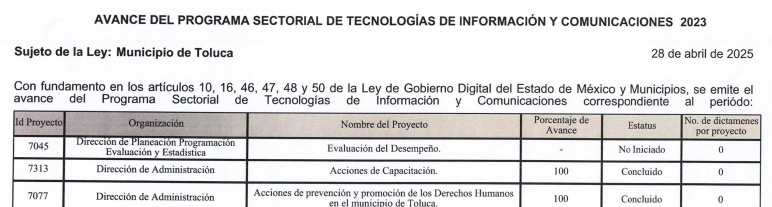 AVANCE DEL PROGRAMA SECTORIAL DE TECNOLOGÍAS DE INFORMACIÓN Y COMUNICACIONES 2023
Sujeto de la Ley: Municipio de Toluca
28 de abril de 2025
Con fundamento en los artículos 10, 16, 46, 47, 48 y 50 de la Ley de Gobierno Digital del Estado de México y Municipios, se emite el
avance del Programa Sectorial de Tecnologías de Información y Comunicaciones correspondiente al periódo:
Id Proyecto Organización Nombre del Proyecto Porcentaje de Avance Estatus No. de dictamenes por proyecto
7045 Dirección de Planeación Programación Evaluación y Estadistica Evaluación del Desempeño. - No Iniciado 0
7313 Dirección de Administración Acciones de Capacitación. 100 Concluido 0
7077 Dirección de Administración Acciones de prevención y promoción de los Derechos Humanos en el municipio de Toluca. 100 Concluido 0